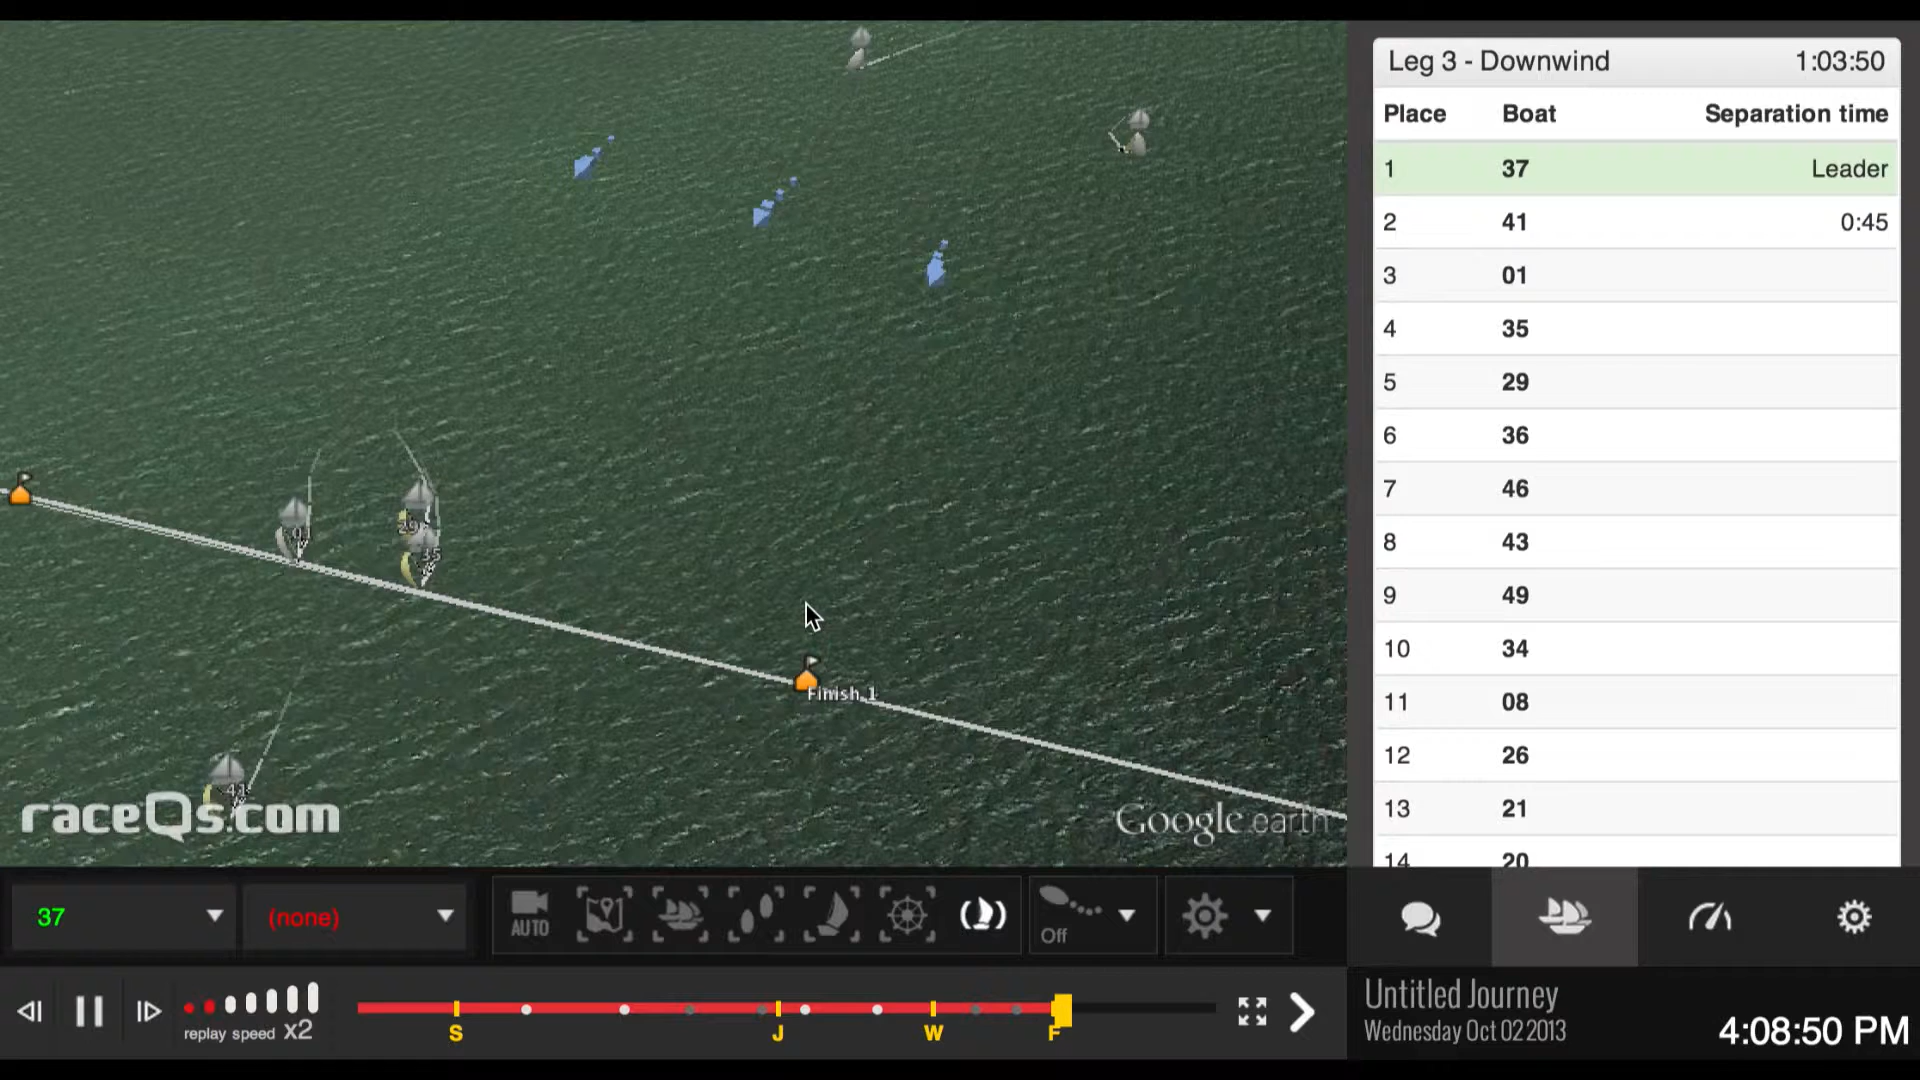 Leg 3 - Downwind 1:03:50
Place Boat Separation time
1 37 Leader
2 41 0:45
3 01
4 35
5 29
6 36
7 46
8 43
9 49
10 34
11 08
12 26
13 21
14 20
29
35
Finish 1
41
raceQs.com
Google earth
37 (none)
AUTO
Off
replay speed x2
S J W F
Untitled Journey
Wednesday Oct 02 2013
4:08:50 PM